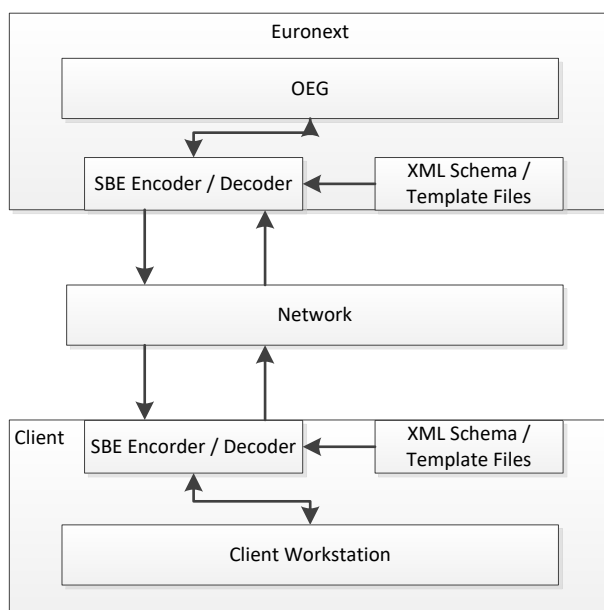 Euronext
OEG
SBE Encoder / Decoder
XML Schema /
Template Files
Network
Client
SBE Encorder / Decoder
XML Schema /
Template Files
Client Workstation